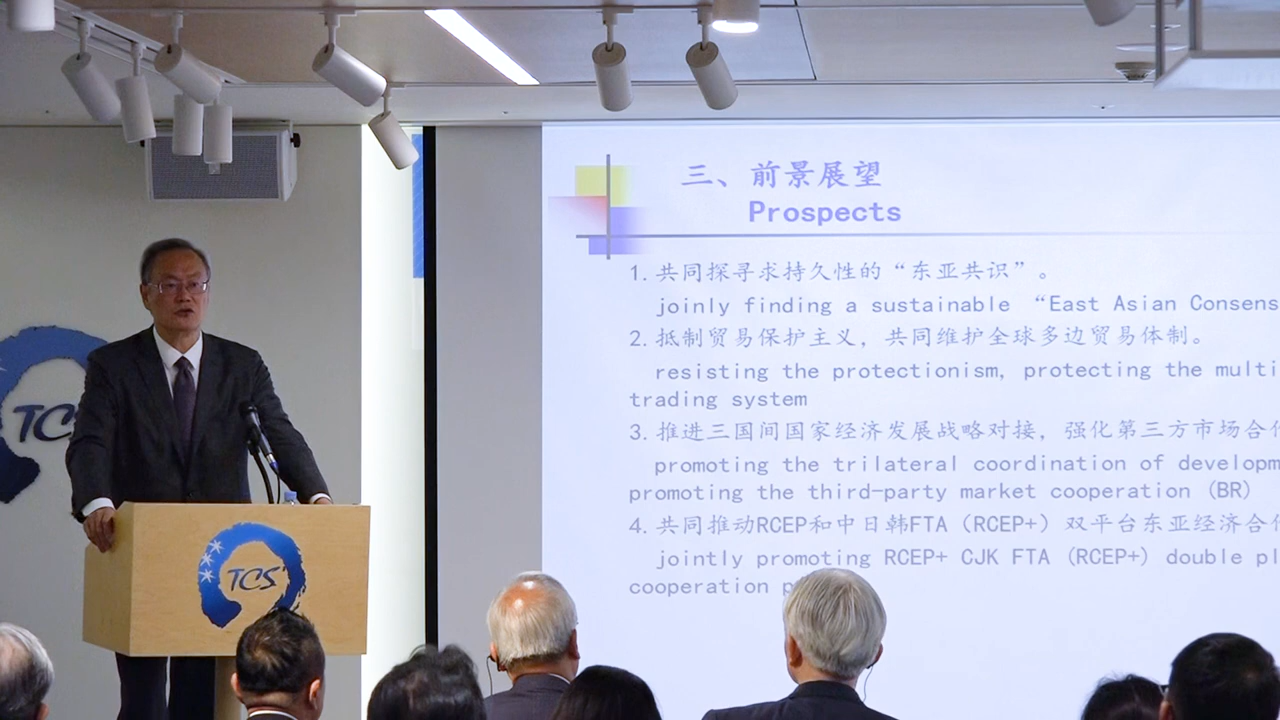 三、前景展望
Prospects
1. 共同探寻求持久性的“东亚共识”。
joinly finding a sustainable “East Asian Consens
2. 抵制贸易保护主义，共同维护全球多边贸易体制。
resisting the protectionism, protecting the multi
trading system
3. 推进三国间国家经济发展战略对接，强化第三方市场合作
promoting the trilateral coordination of developm
promoting the third-party market cooperation (BR)
4. 共同推动RCEP和中日韩FTA（RCEP+）双平台东亚经济合作
jointly promoting RCEP+ CJK FTA (RCEP+) double pl
cooperation p
TCS
TCS